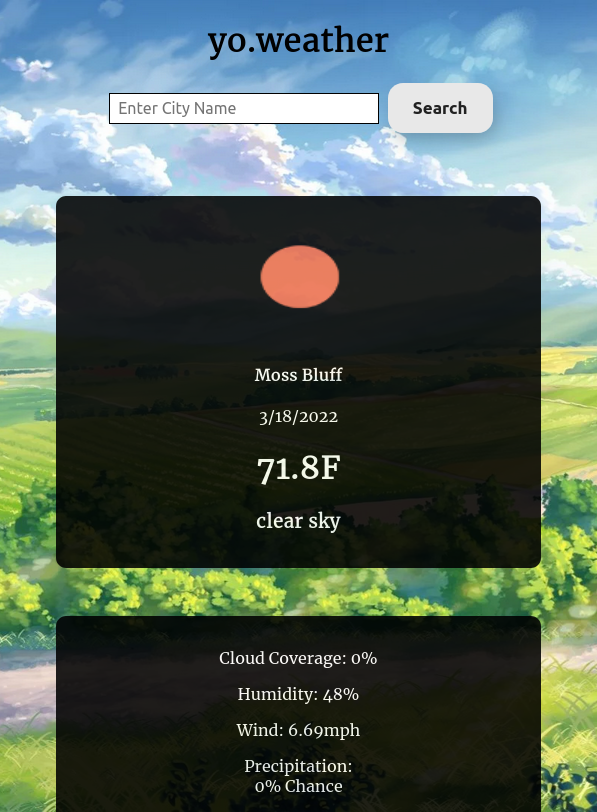 yo.weather
Enter City Name
Search
Moss Bluff
3/18/2022
71.8F
clear sky
Cloud Coverage: 0%
Humidity: 48%
Wind: 6.69mph
Precipitation:
0% Chance